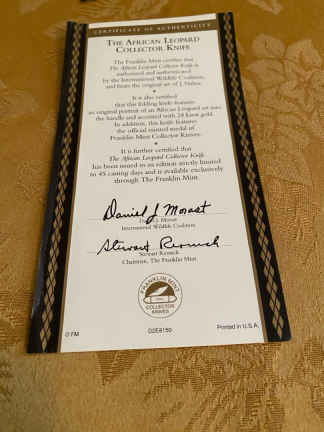 CERTIFICATE OF AUTHENTICITY
THE AFRICAN LEOPARD
COLLECTOR KNIFE
The Franklin Mint certifies that
The African Leopard Collector Knife is
authorized and authenticated
by the International Wildlife Coalition,
and from the original art of J.
It is also certified
that this folding knife features
an original portrait of an African Leopard set into
the handle and accented with 24 karat gold.
In addition, this knife features
the official minted medal of
Franklin Mint Collector Knives.
It is further certified that
The African Leopard Collector Knife
has been issued in an edition strictly limited
to 45 casting days and is available exclusively
through The Franklin Mint.
Daniel J. Morast
J. Morast
International Wildlife Coalition
Stewart Resnick
Stewart Resnick
Chairman, The Franklin Mint
FRANKLIN MINT
COLLECTOR
KNIVES
© FM
Printed in U.S.A.